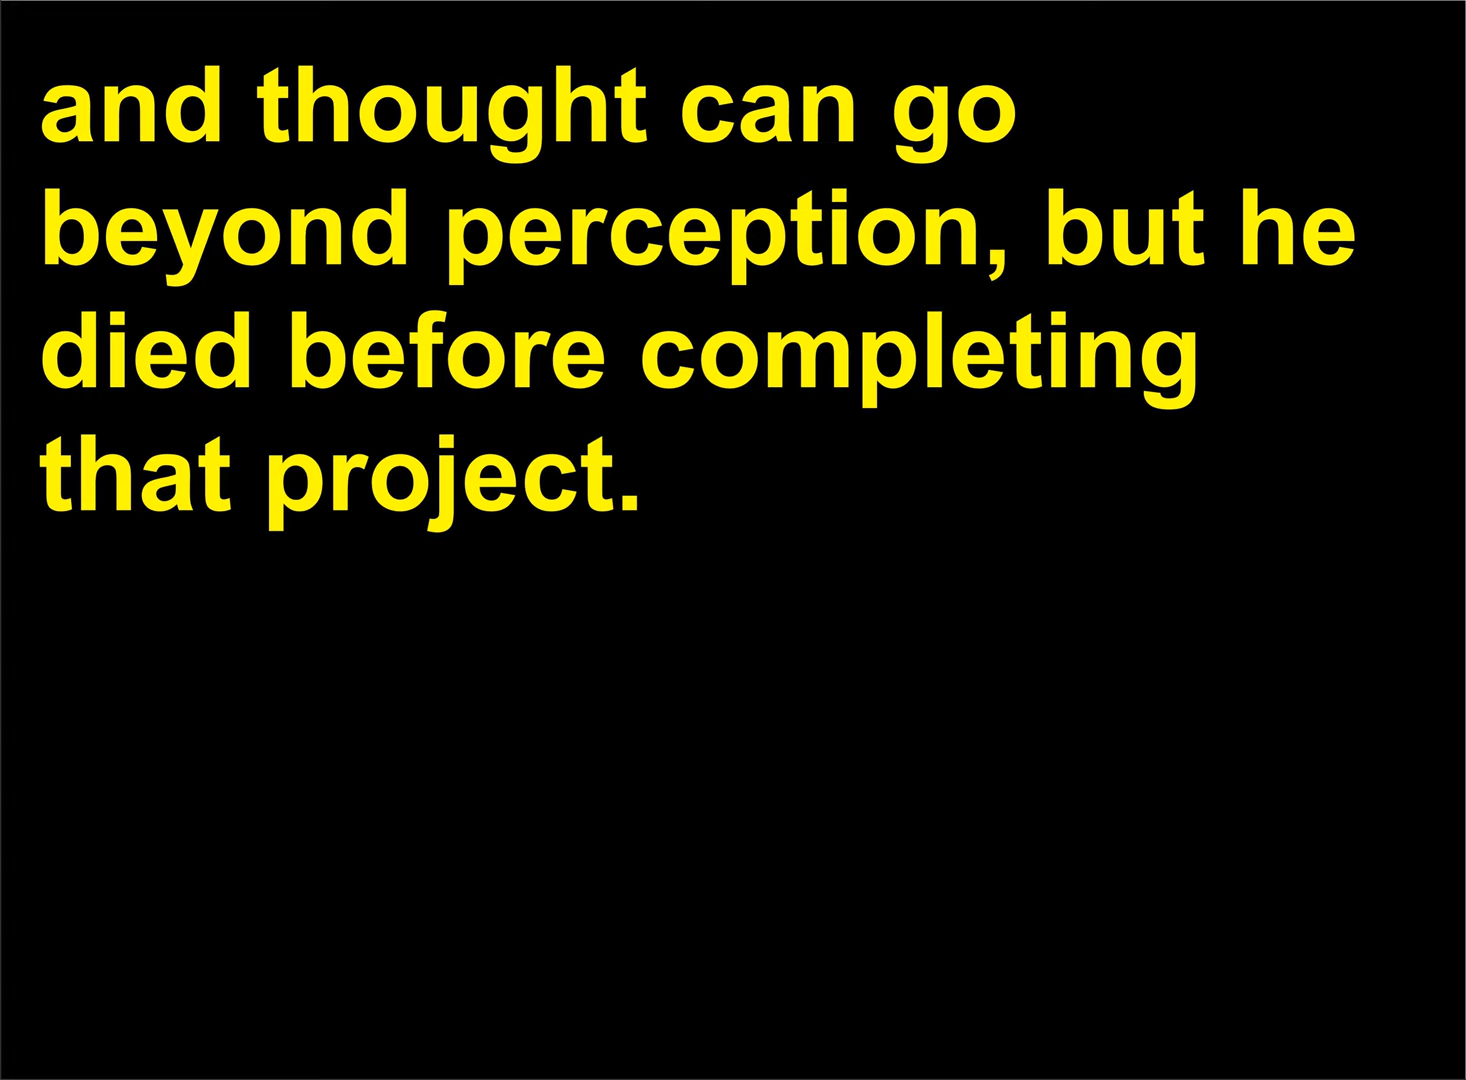 and thought can go
beyond perception, but he
died before completing
that project.